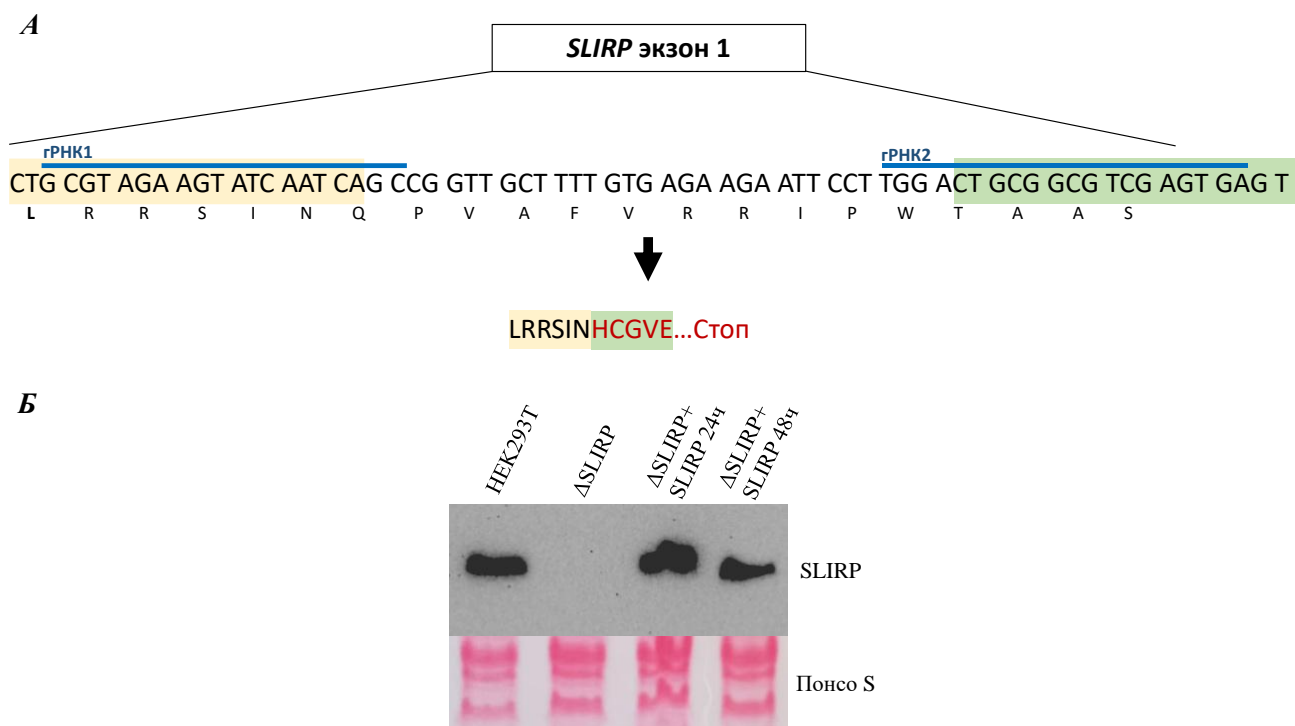 А
SLIRP экзон 1
гРНК1 гРНК2
CTG CGT AGA AGT ATC AAT CAG CCG GTT GCT TTT GTG AGA AGA ATT CCT TGG ACT GCG GCG TCG AGT GAG T
L R R S I N Q P V A F V R R I P W T A A S
LRRSINHCGVE...Стоп
Б
HEK293T
ΔSLIRP
ΔSLIRP+
SLIRP 24ч
ΔSLIRP+
SLIRP 48ч
SLIRP
Понсо S